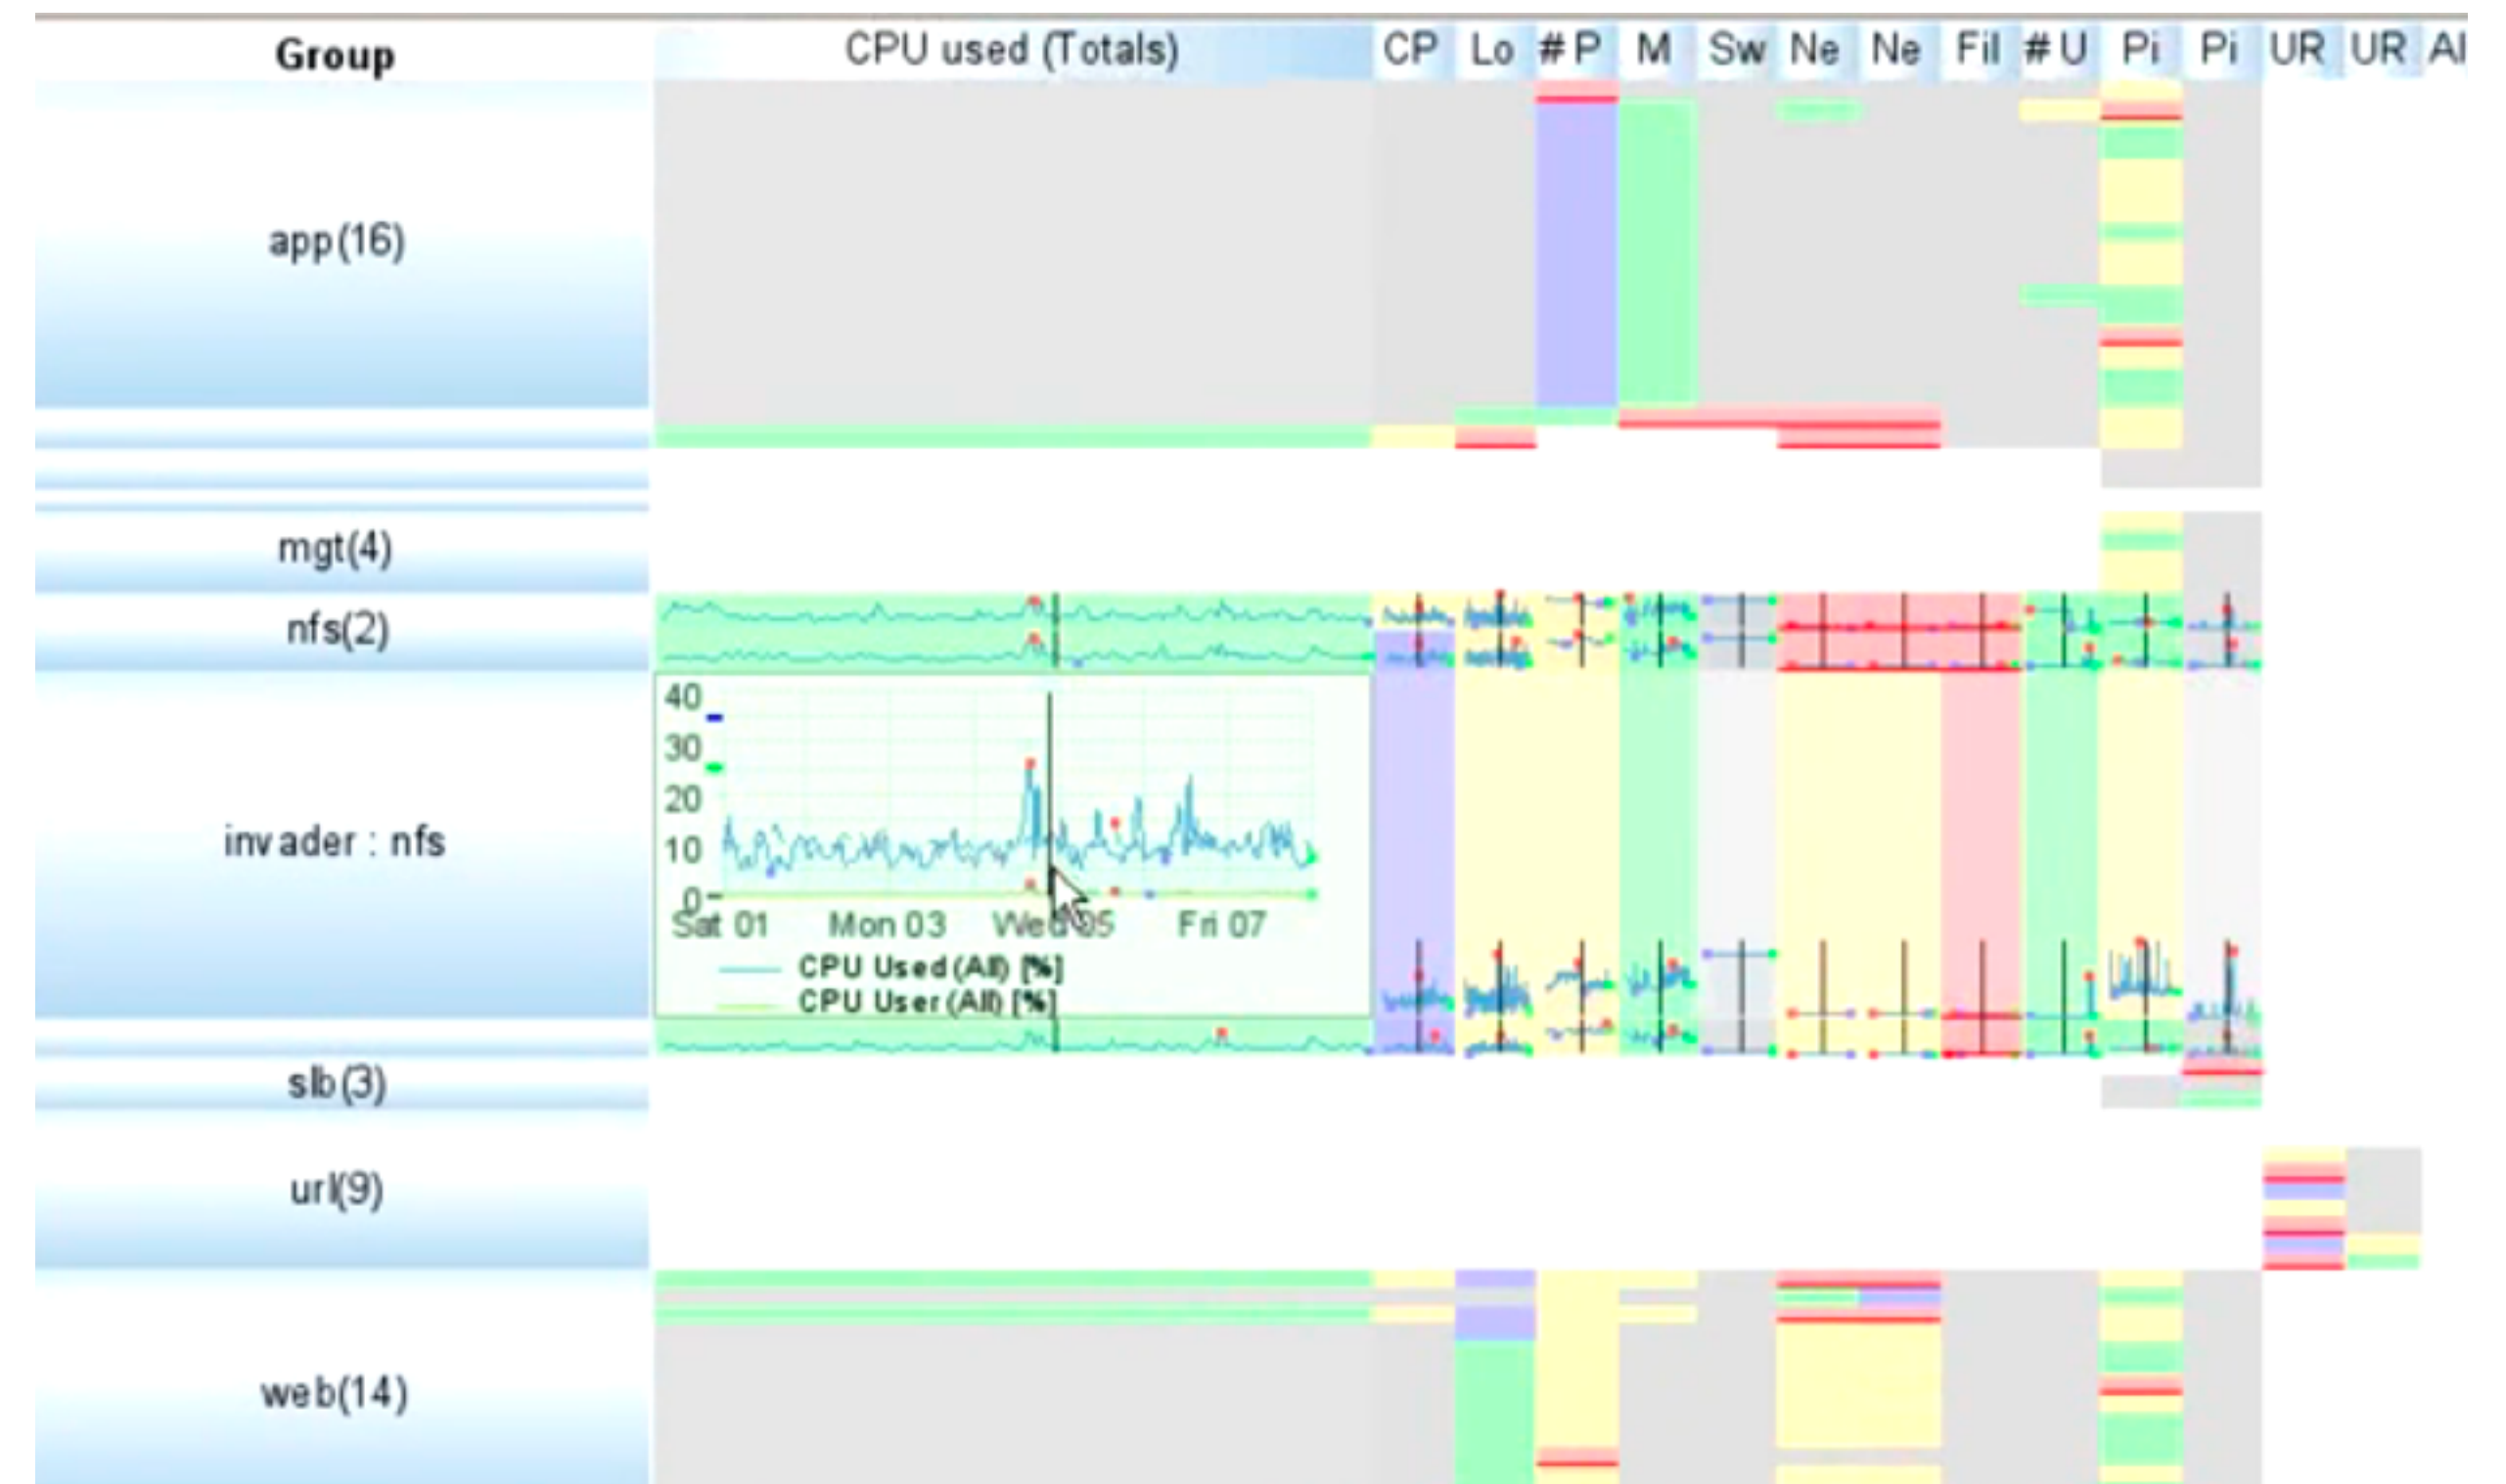 Group CPU used (Totals) CP Lo # P M Sw Ne Ne Fil # U Pi Pi UR UR Al
app(16)
mgt(4)
nfs(2)
invader : nfs
40
30
20
10
0
Sat 01 Mon 03 Wed 05 Fri 07
CPU Used (All) [%]
CPU User (All) [%]
slb(3)
url(9)
web(14)